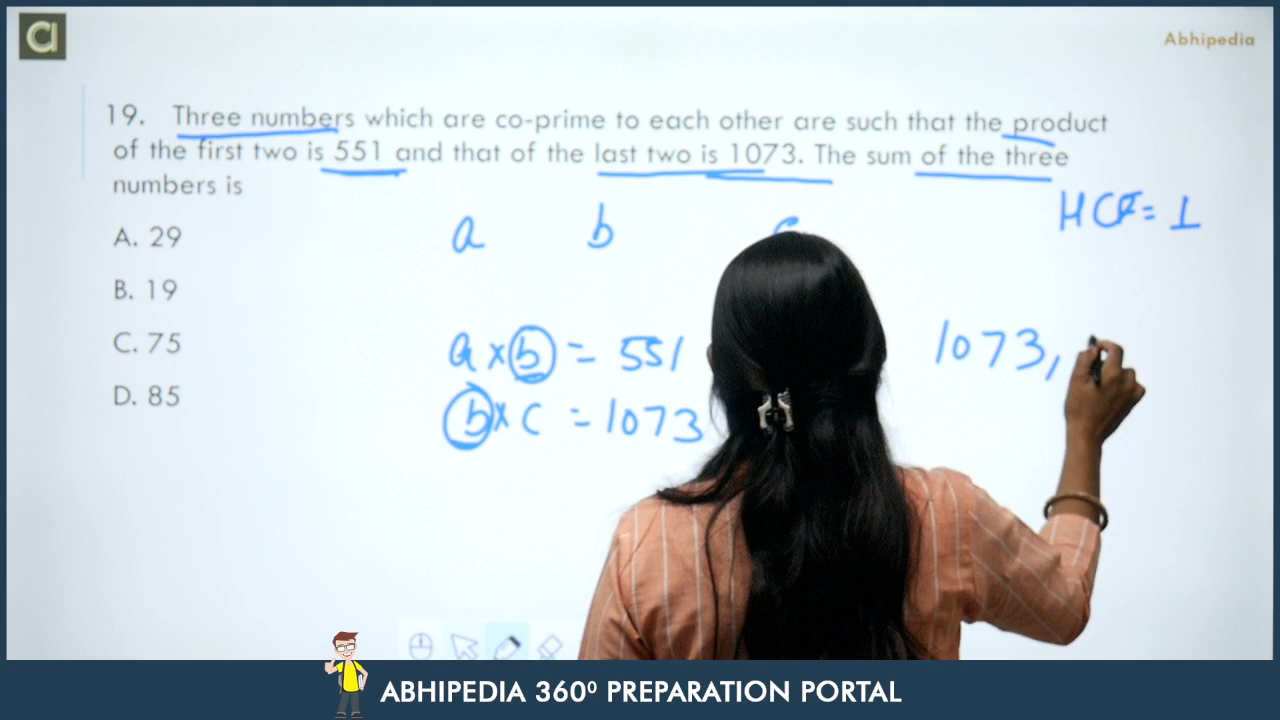 Abhipedia
19. Three numbers which are co-prime to each other are such that the product
of the first two is 551 and that of the last two is 1073. The sum of the three
numbers is
HCF = 1
A. 29
a b c
B. 19
C. 75
a × b = 551
1073,
D. 85
b × c = 1073
ABHIPEDIA 360º PREPARATION PORTAL